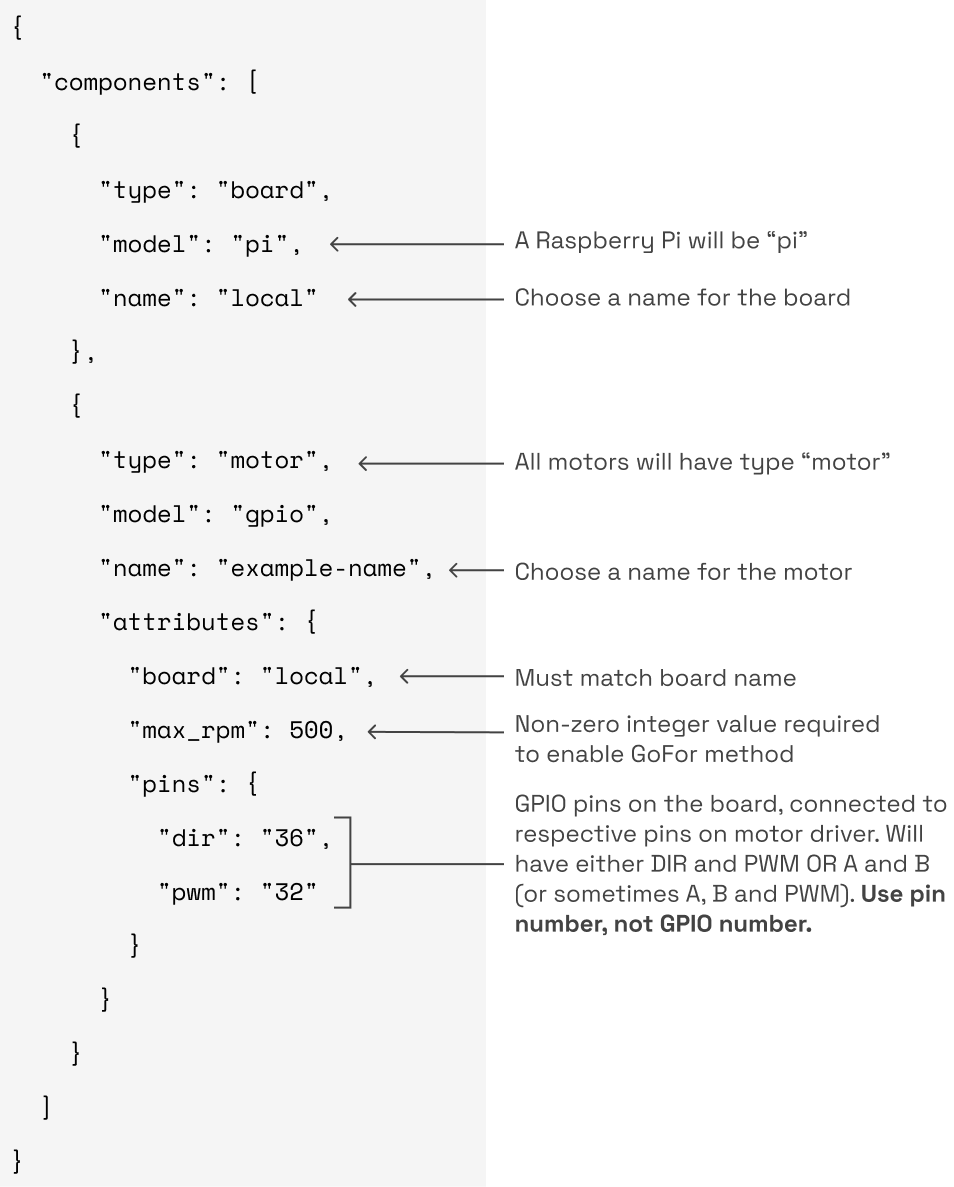 {
"components": [
{
"type": "board",
"model": "pi",
A Raspberry Pi will be “pi”
"name": "local"
Choose a name for the board
},
{
"type": "motor",
All motors will have type “motor”
"model": "gpio",
"name": "example-name",
Choose a name for the motor
"attributes": {
"board": "local",
Must match board name
"max_rpm": 500,
Non-zero integer value required
to enable GoFor method
"pins": {
"dir": "36",
"pwm": "32"
GPIO pins on the board, connected to
respective pins on motor driver. Will
have either DIR and PWM OR A and B
(or sometimes A, B and PWM). Use pin
number, not GPIO number.
}
}
}
]
}